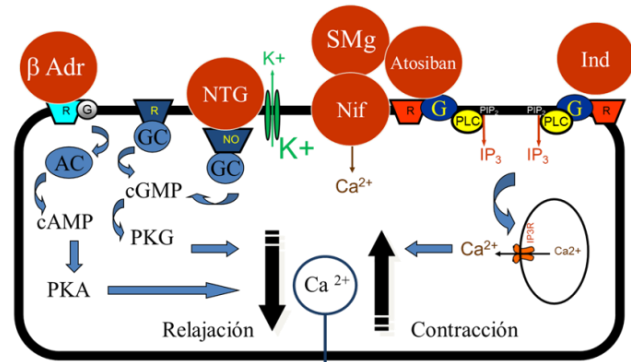 β Adr
R
G
AC
cAMP
PKA
R
GC
cGMP
PKG
NTG
NO
GC
K+
K+
SMg
Nif
Ca²⁺
Atosiban
R
G
PLC
PIP₂
IP₃
PIP₂
IP₃
PLC
G
R
Ind
IP3R
Ca²⁺
Ca2+
Ca ²⁺
Relajación
Contracción